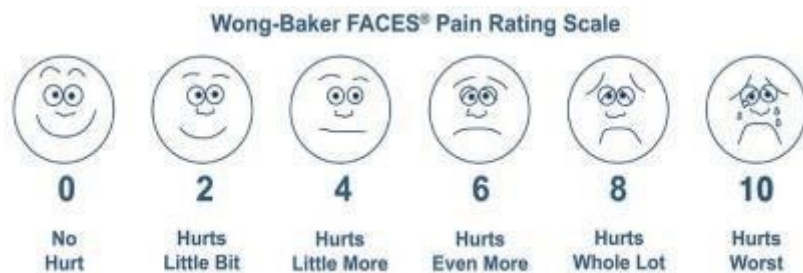 Wong-Baker FACES® Pain Rating Scale
0 2 4 6 8 10
No Hurts Hurts Hurts Hurts Hurts
Hurt Little Bit Little More Even More Whole Lot Worst